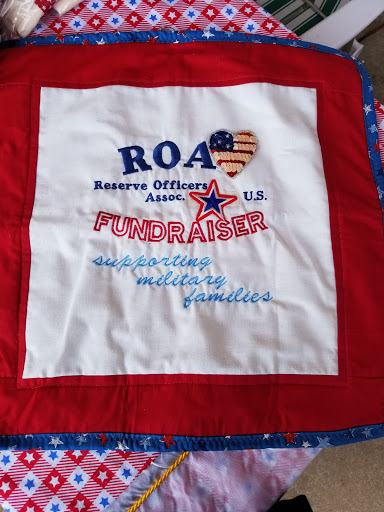 ROA
Reserve Officers
Assoc. U.S.
FUNDRAISER
supporting
military
families